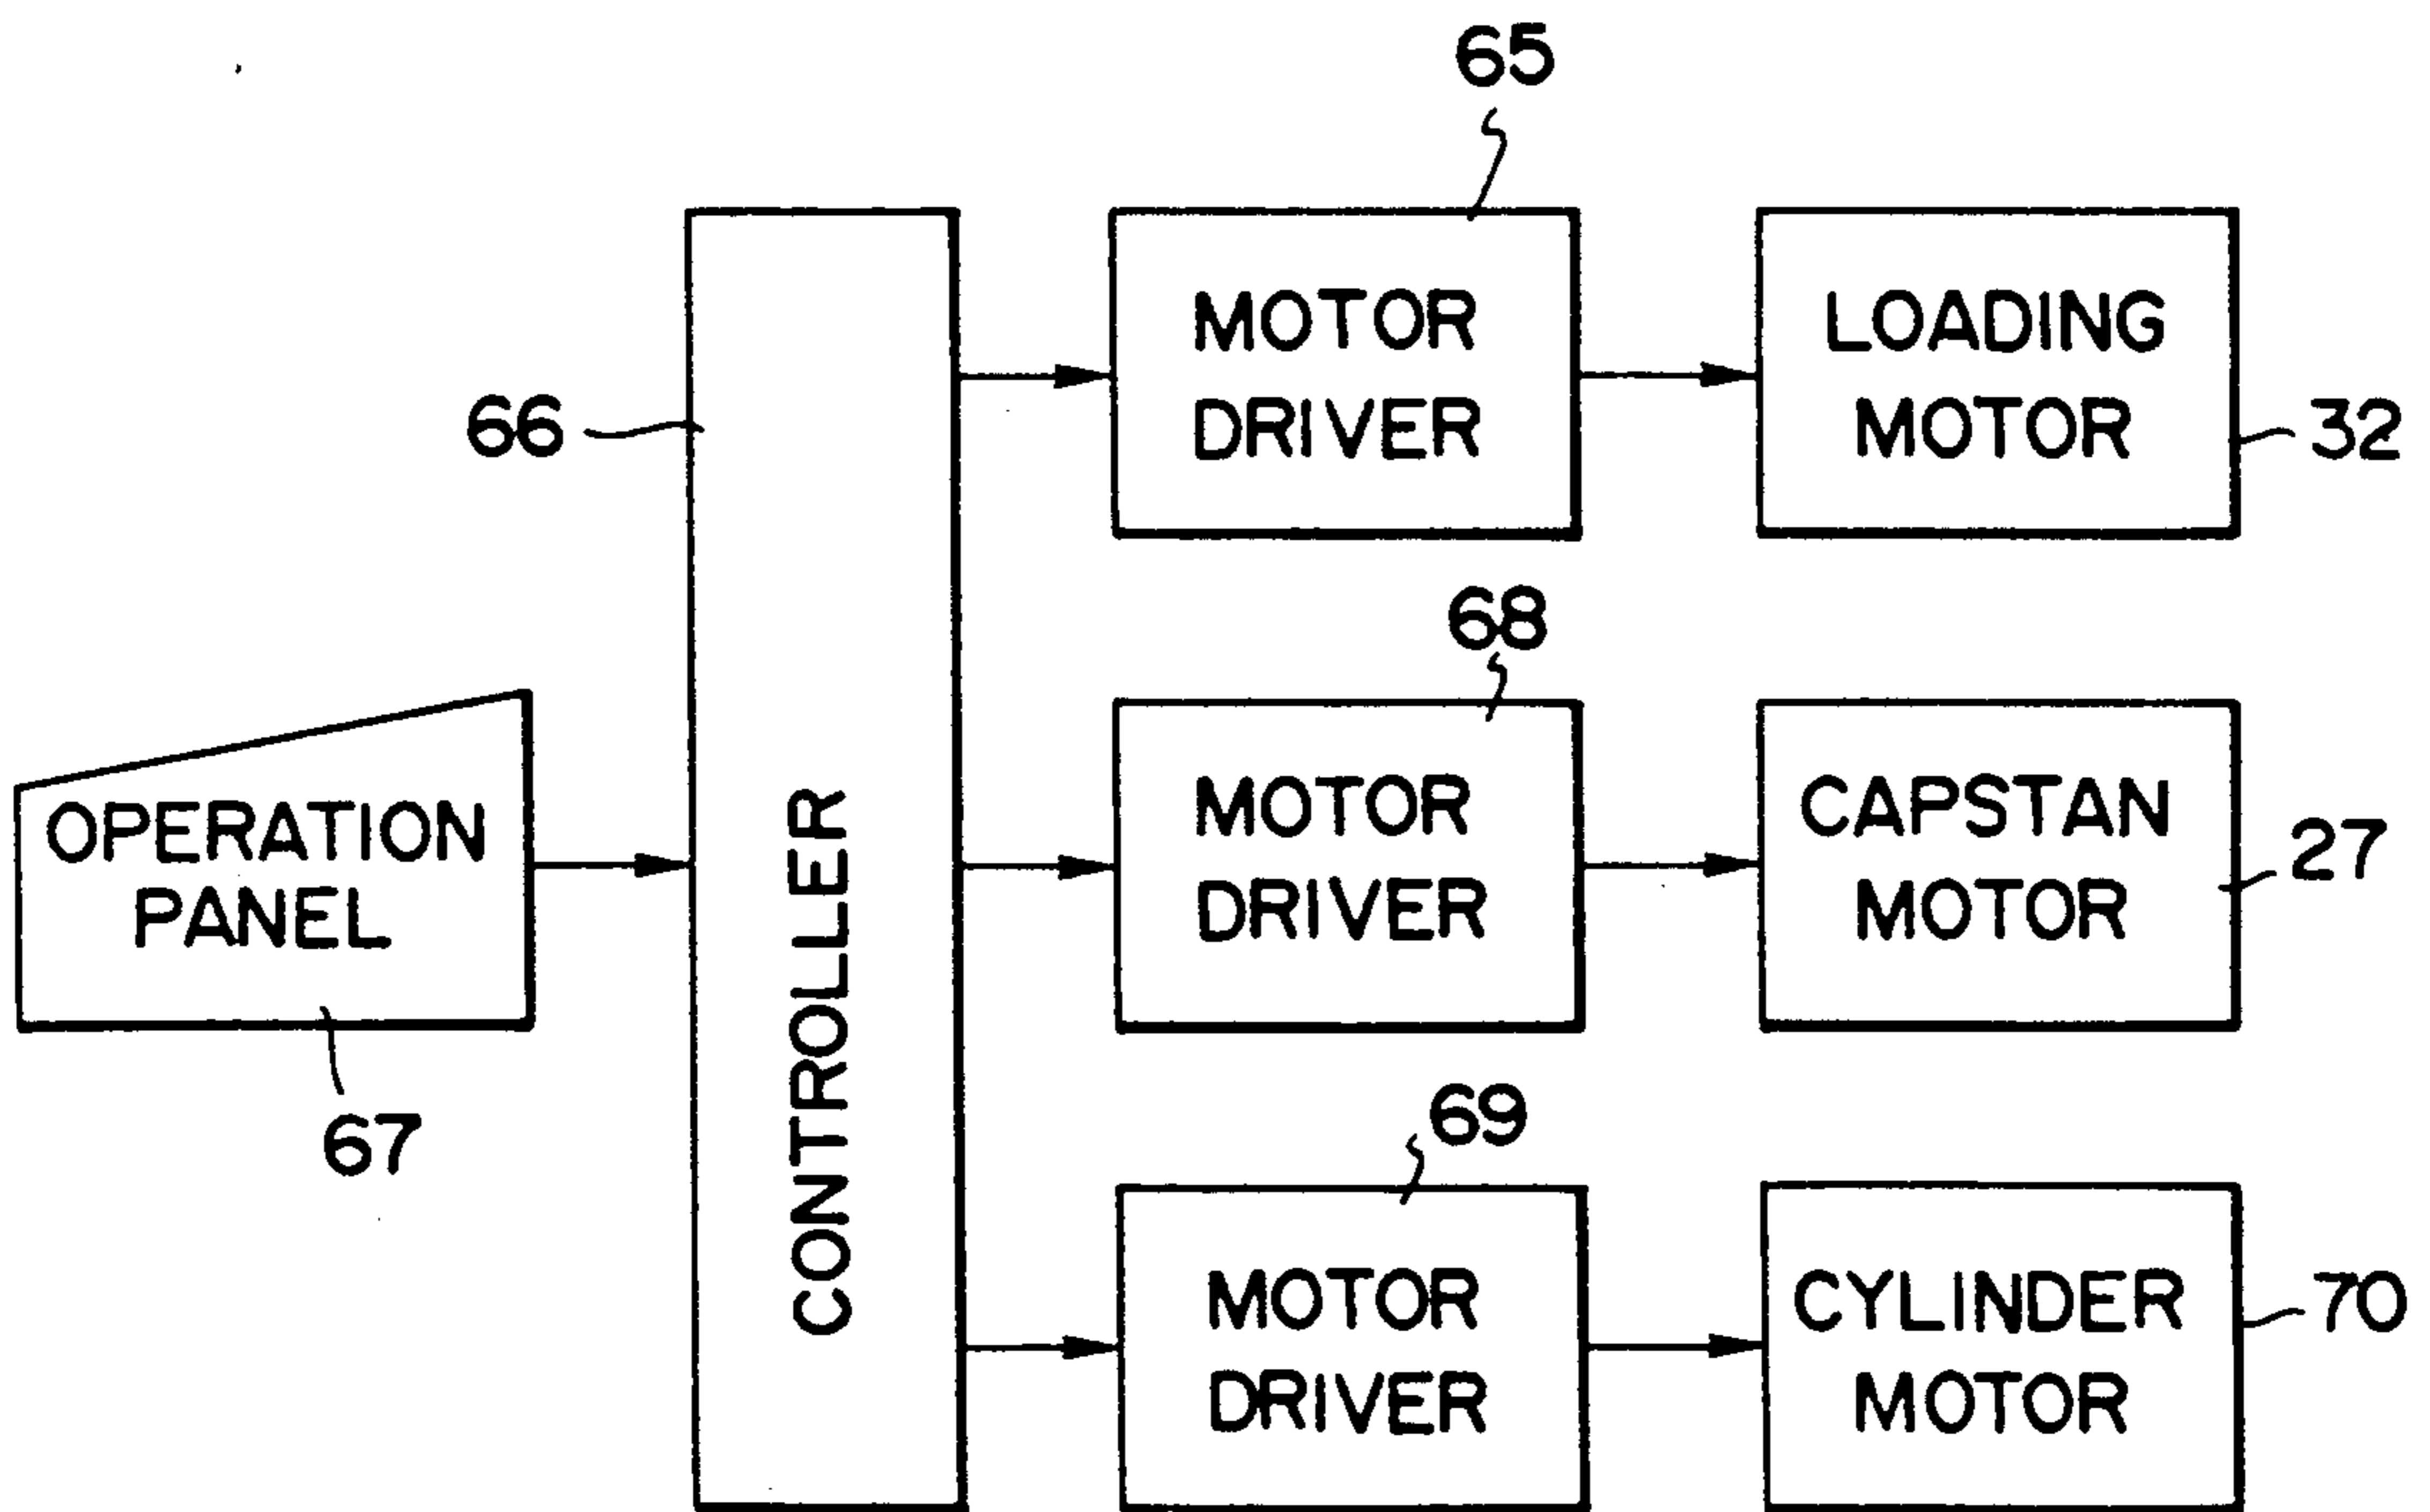 65
MOTOR
DRIVER
LOADING
MOTOR
32
66
CONTROLLER
68
MOTOR
DRIVER
CAPSTAN
MOTOR
27
OPERATION
PANEL
67
69
MOTOR
DRIVER
CYLINDER
MOTOR
70